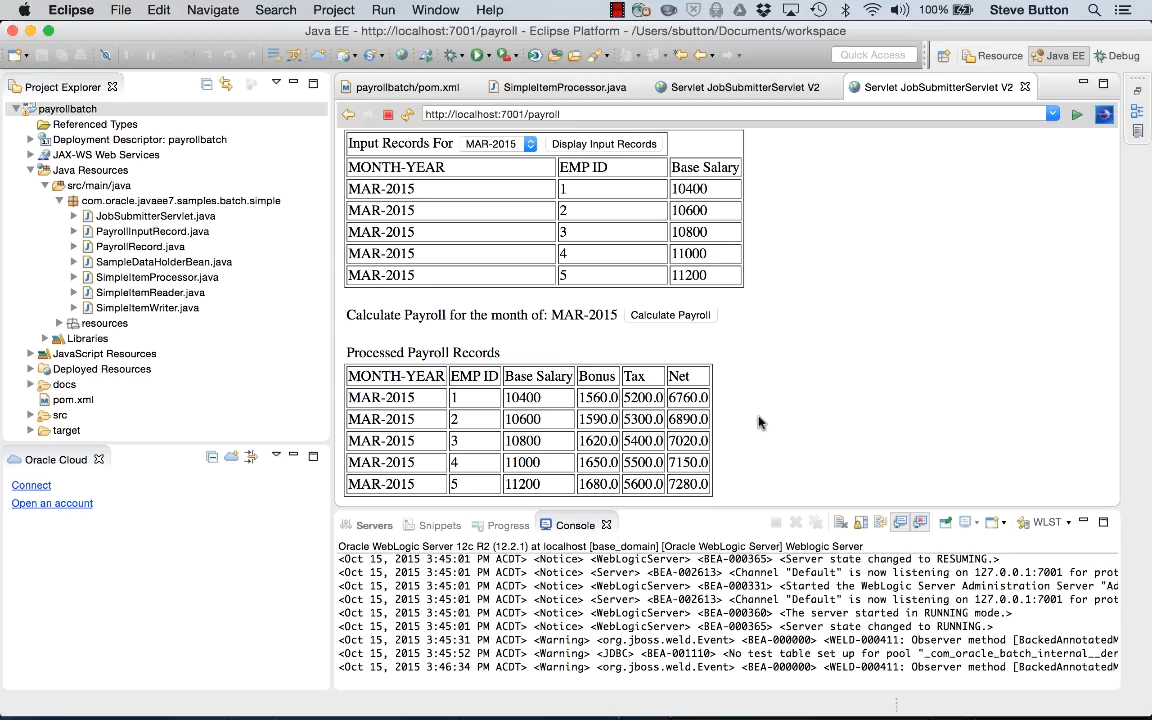 Eclipse File Edit Navigate Search Project Run Window Help 100% Steve Button
Java EE - http://localhost:7001/payroll - Eclipse Platform - /Users/sbutton/Documents/workspace
Quick Access Resource Java EE Debug
Project Explorer
payrollbatch/pom.xml SimpleItemProcessor.java Servlet JobSubmitterServlet V2 Servlet JobSubmitterServlet V2
http://localhost:7001/payroll
payrollbatch
Referenced Types
Deployment Descriptor: payrollbatch
JAX-WS Web Services
Java Resources
src/main/java
com.oracle.javaee7.samples.batch.simple
JobSubmitterServlet.java
PayrollInputRecord.java
PayrollRecord.java
SampleDataHolderBean.java
SimpleItemProcessor.java
SimpleItemReader.java
SimpleItemWriter.java
resources
Libraries
JavaScript Resources
Deployed Resources
docs
pom.xml
src
target
Oracle Cloud
Connect
Open an account
Input Records For MAR-2015 Display Input Records
MONTH-YEAR EMP ID Base Salary
MAR-2015 1 10400
MAR-2015 2 10600
MAR-2015 3 10800
MAR-2015 4 11000
MAR-2015 5 11200
Calculate Payroll for the month of: MAR-2015 Calculate Payroll
Processed Payroll Records
MONTH-YEAR EMP ID Base Salary Bonus Tax Net
MAR-2015 1 10400 1560.0 5200.0 6760.0
MAR-2015 2 10600 1590.0 5300.0 6890.0
MAR-2015 3 10800 1620.0 5400.0 7020.0
MAR-2015 4 11000 1650.0 5500.0 7150.0
MAR-2015 5 11200 1680.0 5600.0 7280.0
Servers Snippets Progress Console WLST
Oracle WebLogic Server 12c R2 (12.2.1) at localhost [base_domain] [Oracle WebLogic Server] Weblogic Server
<Oct 15, 2015 3:45:01 PM ACDT> <Notice> <WebLogicServer> <BEA-000365> <Server state changed to RESUMING.>
<Oct 15, 2015 3:45:01 PM ACDT> <Notice> <Server> <BEA-002613> <Channel "Default" is now listening on 127.0.0.1:7001 for prot
<Oct 15, 2015 3:45:01 PM ACDT> <Notice> <WebLogicServer> <BEA-000331> <Started the WebLogic Server Administration Server "Ad
<Oct 15, 2015 3:45:01 PM ACDT> <Notice> <Server> <BEA-002613> <Channel "Default" is now listening on 127.0.0.1:7001 for prot
<Oct 15, 2015 3:45:01 PM ACDT> <Notice> <WebLogicServer> <BEA-000360> <The server started in RUNNING mode.>
<Oct 15, 2015 3:45:01 PM ACDT> <Notice> <WebLogicServer> <BEA-000365> <Server state changed to RUNNING.>
<Oct 15, 2015 3:45:31 PM ACDT> <Warning> <org.jboss.weld.Event> <BEA-000000> <WELD-000411: Observer method [BackedAnnotatedM
<Oct 15, 2015 3:45:52 PM ACDT> <Warning> <JDBC> <BEA-001110> <No test table set up for pool "_com_oracle_batch_internal__der
<Oct 15, 2015 3:46:34 PM ACDT> <Warning> <org.jboss.weld.Event> <BEA-000000> <WELD-000411: Observer method [BackedAnnotatedM